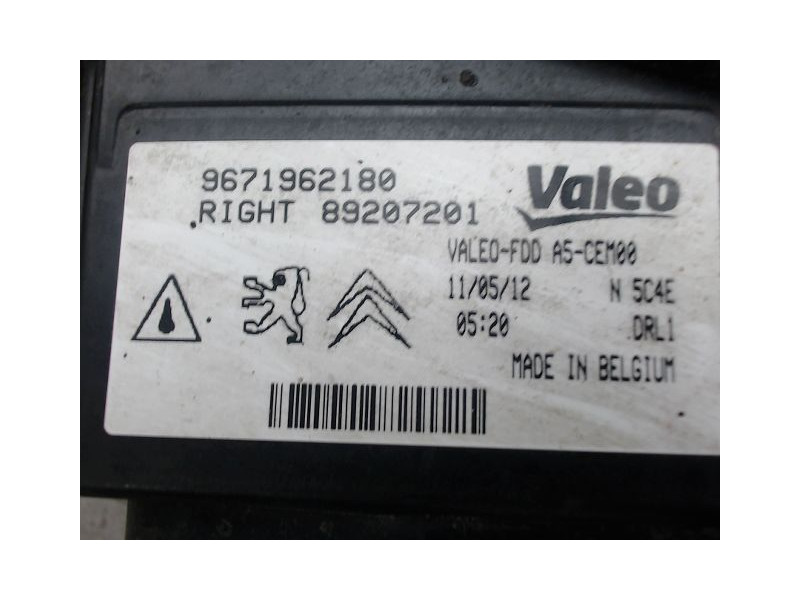 9671962180
RIGHT 89207201
Valeo
VALEO-FDD A5-CEM00
11/05/12 N 5C4E
05:20 DRL1
MADE IN BELGIUM